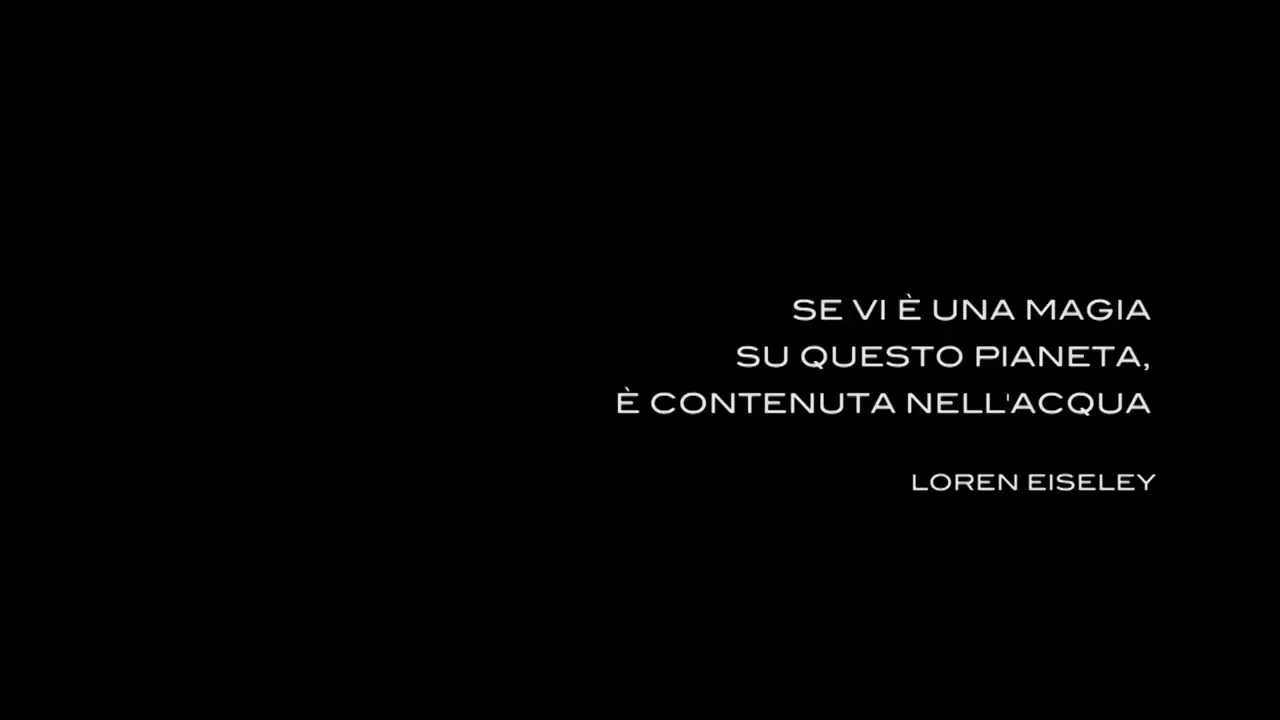 SE VI È UNA MAGIA
SU QUESTO PIANETA,
È CONTENUTA NELL'ACQUA
LOREN EISELEY